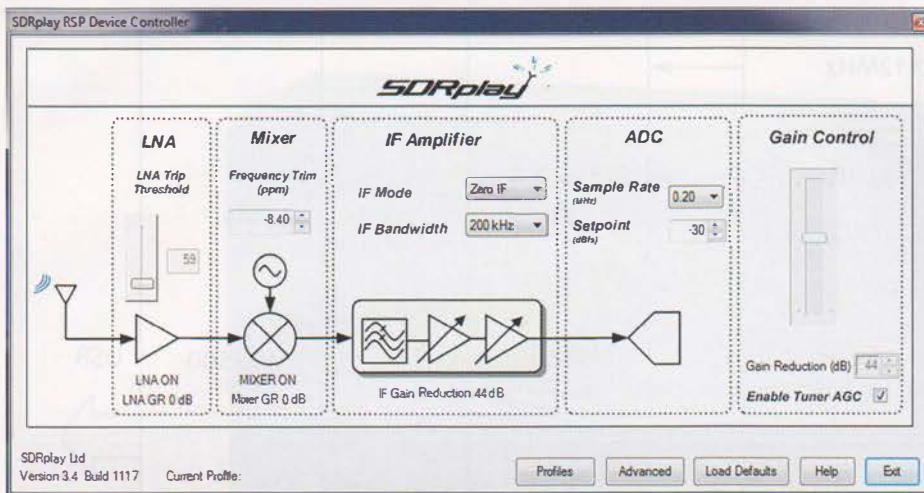 SDRplay RSP Device Controller
SDRplay
LNA
LNA Trip
Threshold
59
LNA ON
LNA GR 0 dB
Mixer
Frequency Trim
(ppm)
-8.40
MIXER ON
Mixer GR 0 dB
IF Amplifier
IF Mode
Zero IF
IF Bandwidth
200 kHz
IF Gain Reduction 44 dB
ADC
Sample Rate
(MHz)
0.20
Setpoint
(dBfs)
-30
Gain Control
Gain Reduction (dB)
44
Enable Tuner AGC
SDRplay Ltd
Version 3.4 Build 1117
Current Profile:
Profiles
Advanced
Load Defaults
Help
Exit